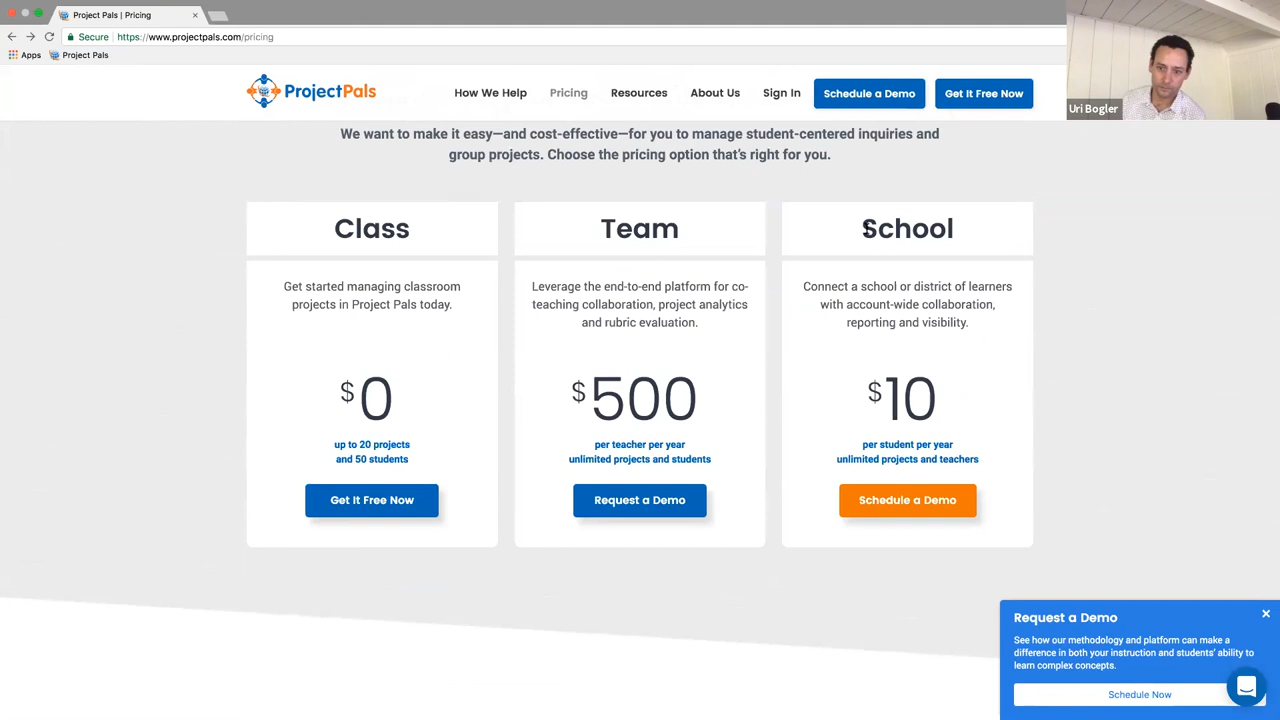 Project Pals | Pricing
Secure https://www.projectpals.com/pricing
Apps Project Pals
ProjectPals
How We Help Pricing Resources About Us Sign In Schedule a Demo Get It Free Now
Uri Bogler
We want to make it easy—and cost-effective—for you to manage student-centered inquiries and
group projects. Choose the pricing option that's right for you.
Class
Get started managing classroom
projects in Project Pals today.
$0
up to 20 projects
and 50 students
Get It Free Now
Team
Leverage the end-to-end platform for co-
teaching collaboration, project analytics
and rubric evaluation.
$500
per teacher per year
unlimited projects and students
Request a Demo
School
Connect a school or district of learners
with account-wide collaboration,
reporting and visibility.
$10
per student per year
unlimited projects and teachers
Schedule a Demo
Request a Demo
See how our methodology and platform can make a
difference in both your instruction and students' ability to
learn complex concepts.
Schedule Now